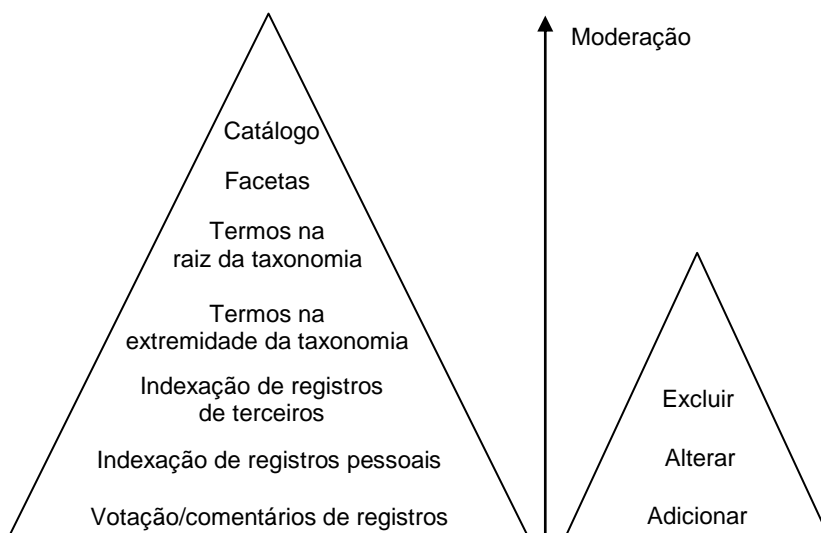 Moderação
Catálogo
Facetas
Termos na
raiz da taxonomia
Termos na
extremidade da taxonomia
Indexação de registros
de terceiros
Indexação de registros pessoais
Votação/comentários de registros
Excluir
Alterar
Adicionar